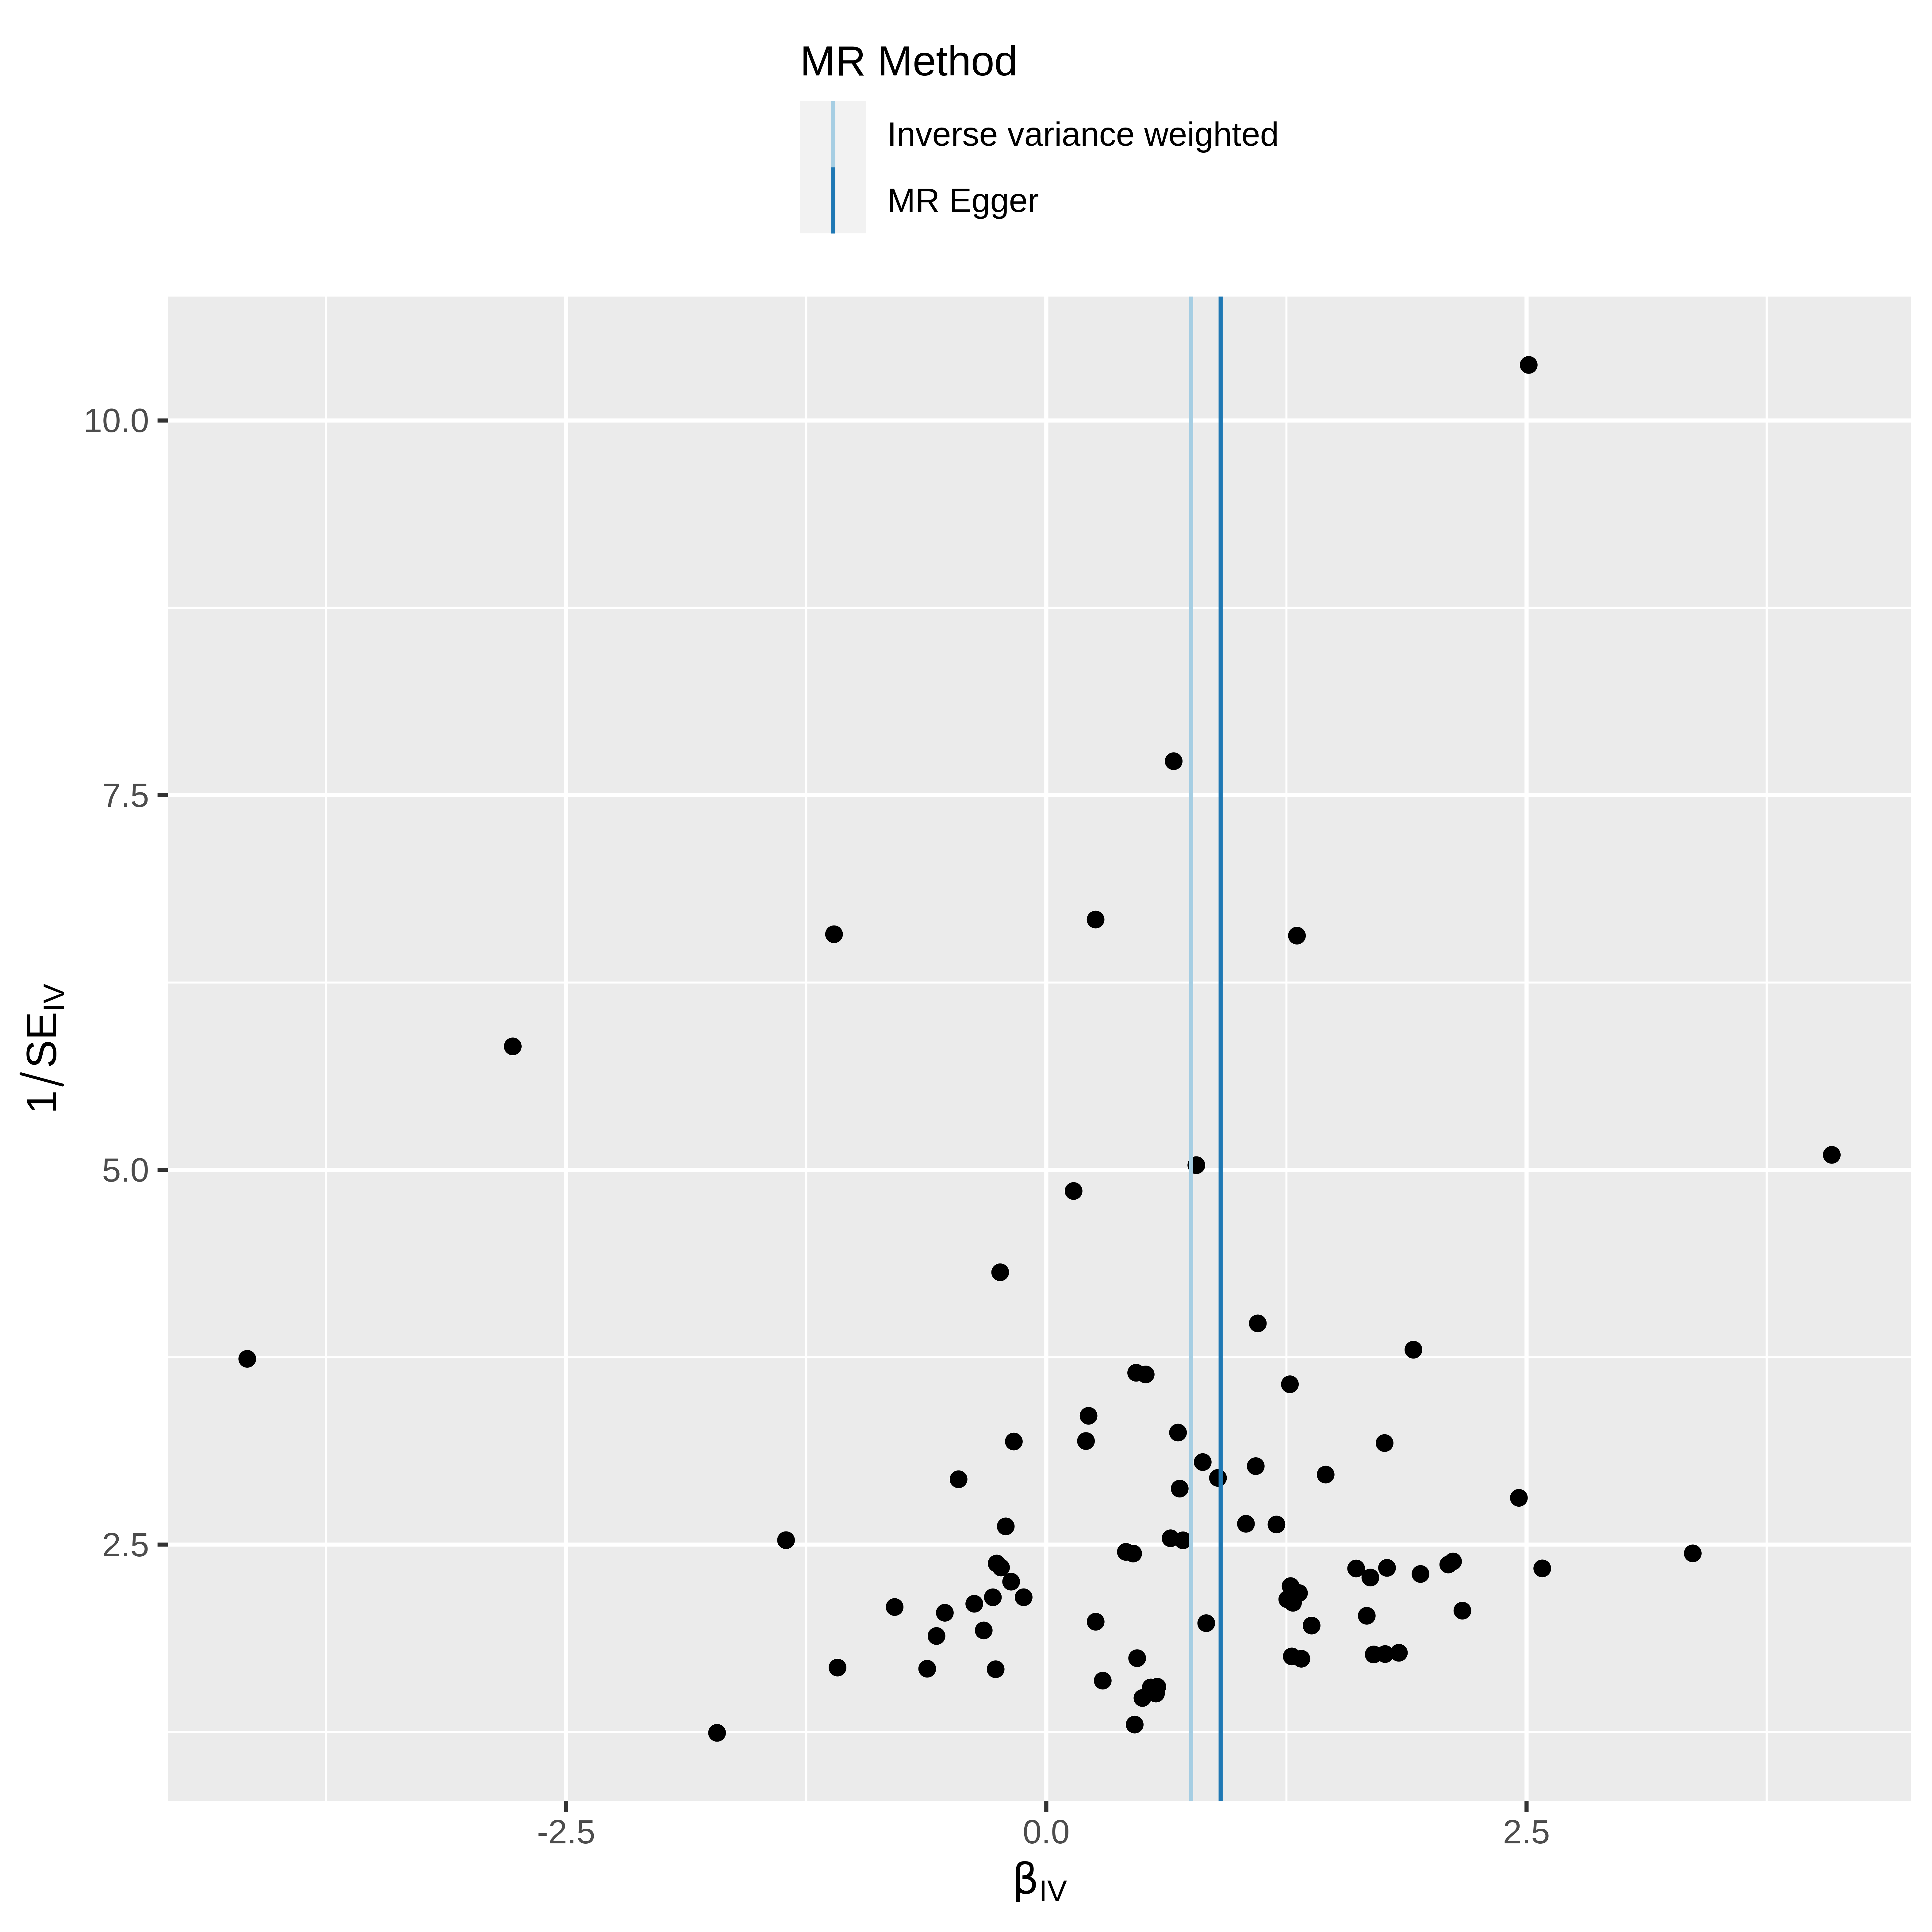 MR Method
Inverse variance weighted
MR Egger
10.0
7.5
5.0
2.5
1 / SE_IV
-2.5
0.0
2.5
β_IV